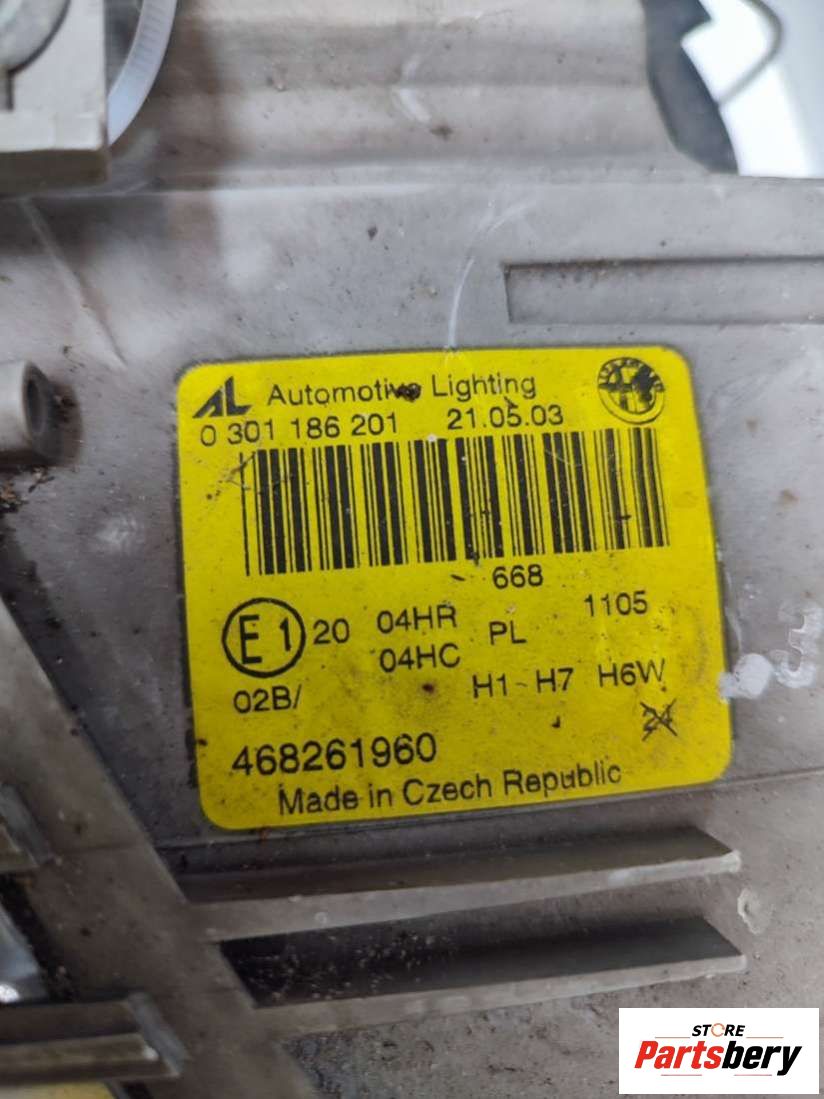 AL Automotive Lighting
0 301 186 201 21.05.03
668
E1 20 04HR PL 1105
04HC
02B/ H1-H7 H6W
24
468261960
Made in Czech Republic
STORE
Partsbery